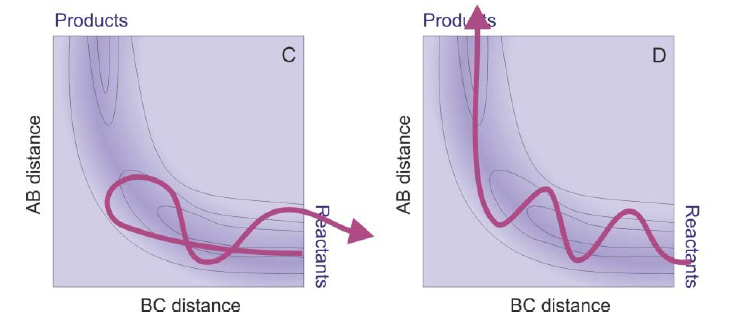 Products
C
AB distance
Reactants
BC distance
Products
D
AB distance
Reactants
BC distance